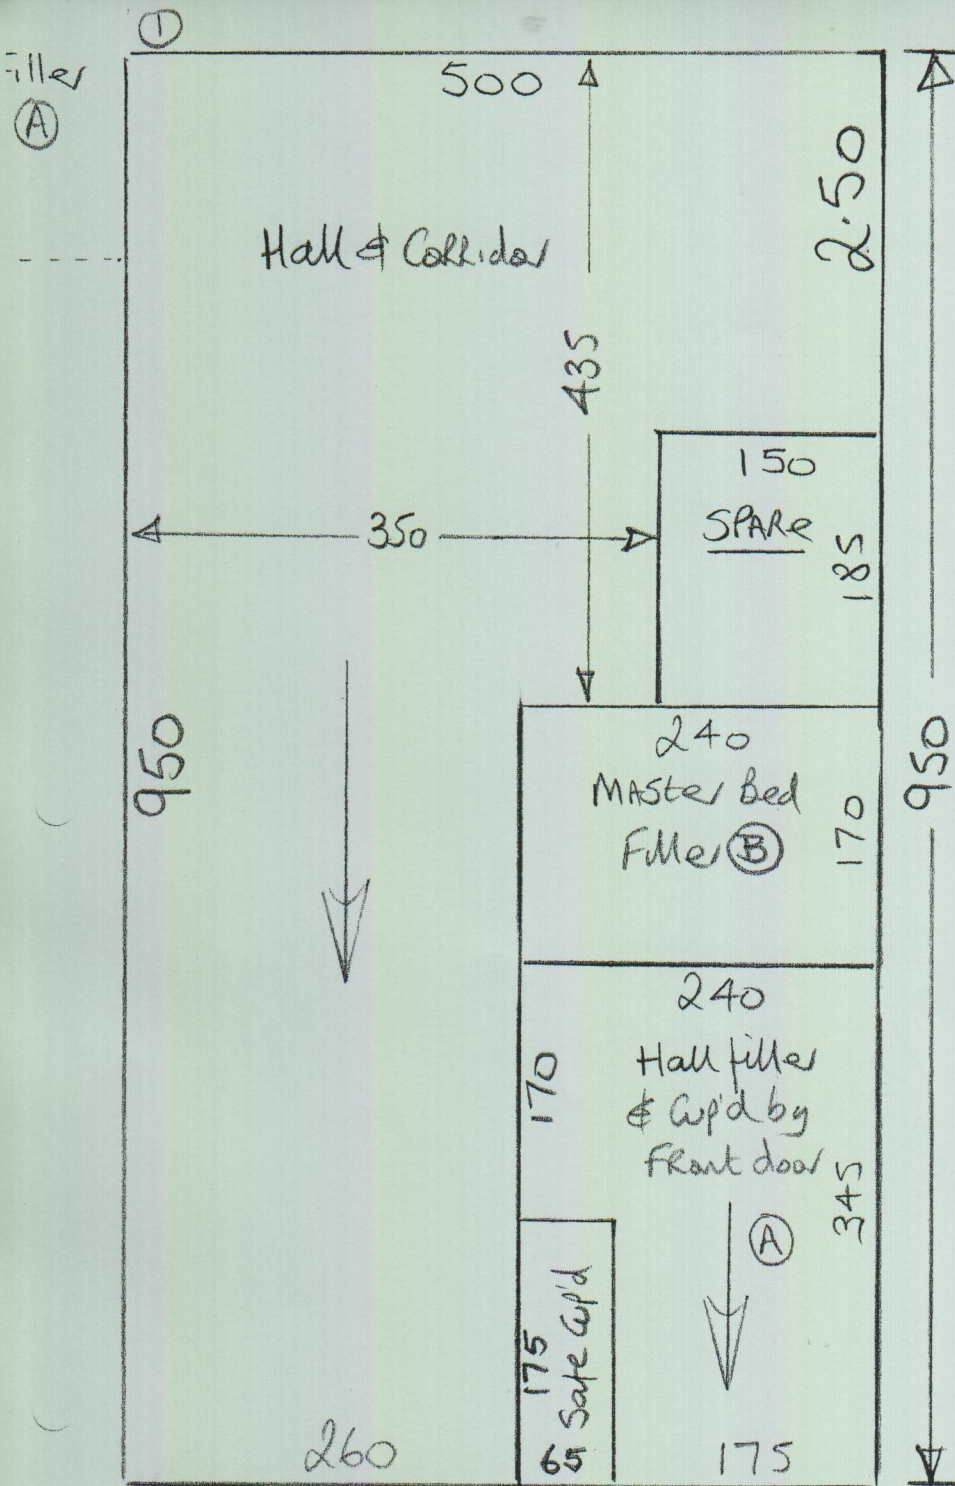 ①
Filler
Ⓐ
500
2.50
Hall & Corridor
435
150
SPARe
350
185
950
240
MASter Bed
Filler Ⓑ
170
950
240
Hall filler
& Cup'd by
Front door
170
345
Ⓐ
175
Safe Cup'd
260
65
175